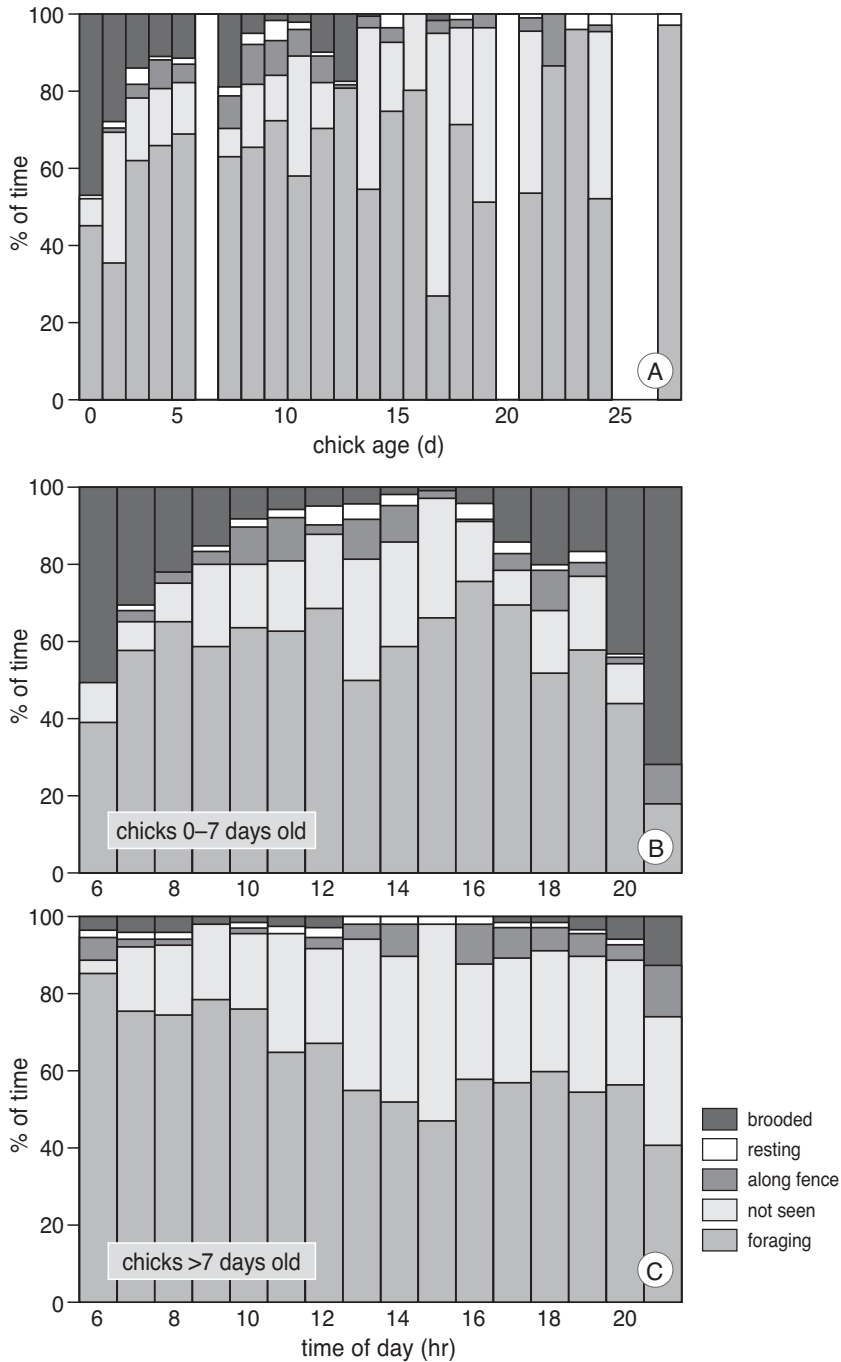 100
80
60
40
20
0
% of time
A
0 5 10 15 20 25
chick age (d)
100
80
60
40
20
0
% of time
chicks 0–7 days old
B
6 8 10 12 14 16 18 20
100
80
60
40
20
0
% of time
chicks >7 days old
C
6 8 10 12 14 16 18 20
time of day (hr)
brooded
resting
along fence
not seen
foraging